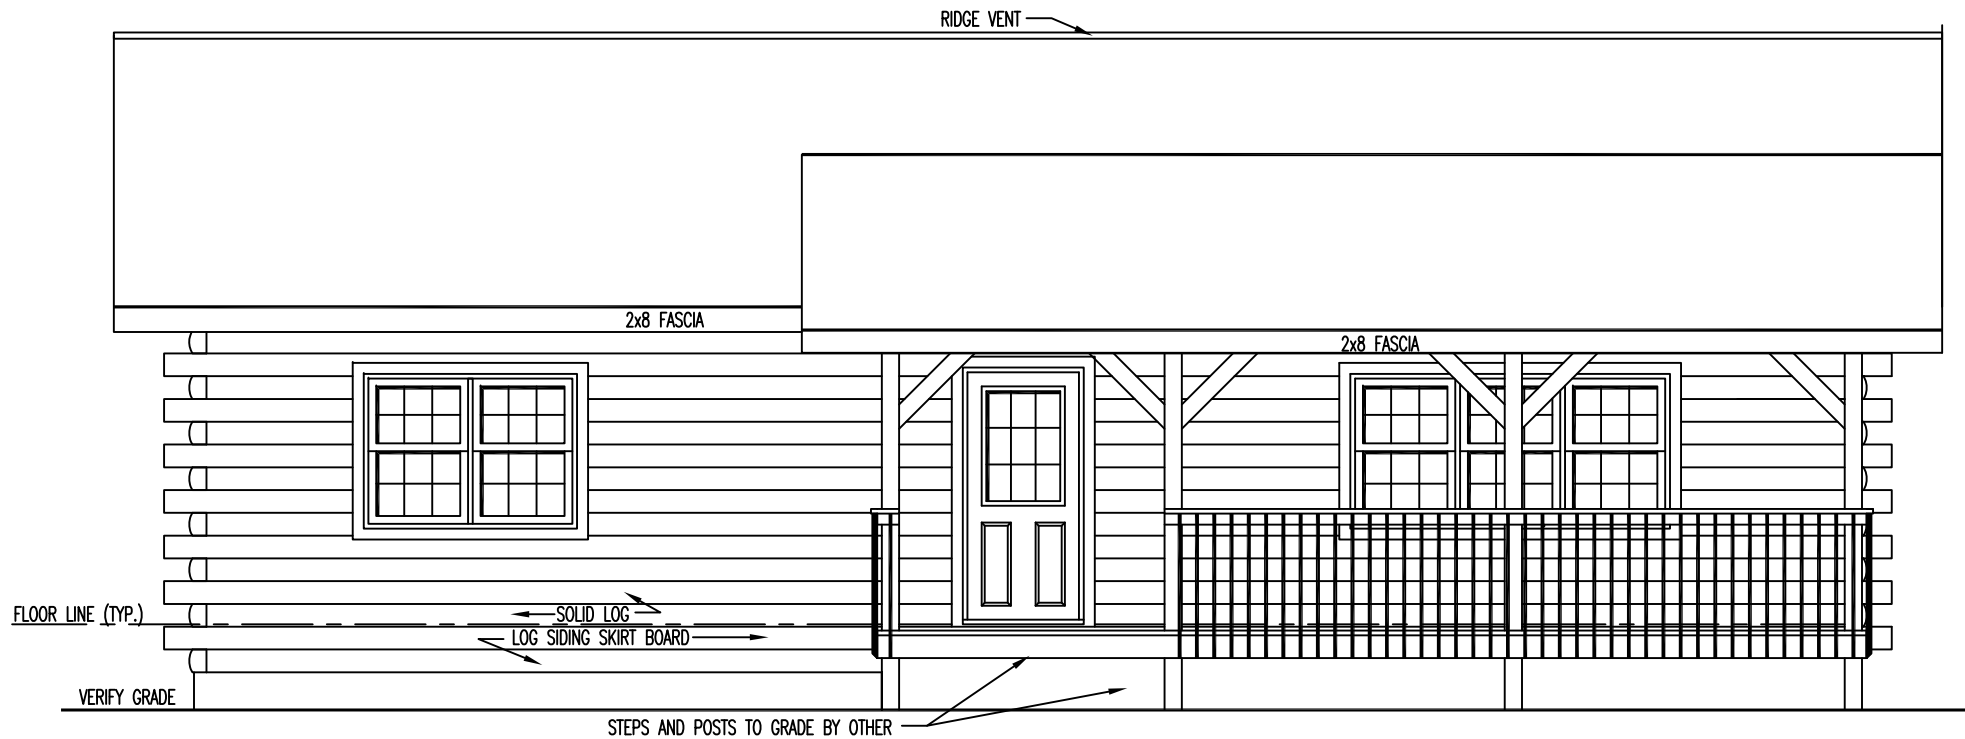 RIDGE VENT
2x8 FASCIA
2x8 FASCIA
FLOOR LINE (TYP.)
SOLID LOG
LOG SIDING SKIRT BOARD
VERIFY GRADE
STEPS AND POSTS TO GRADE BY OTHER